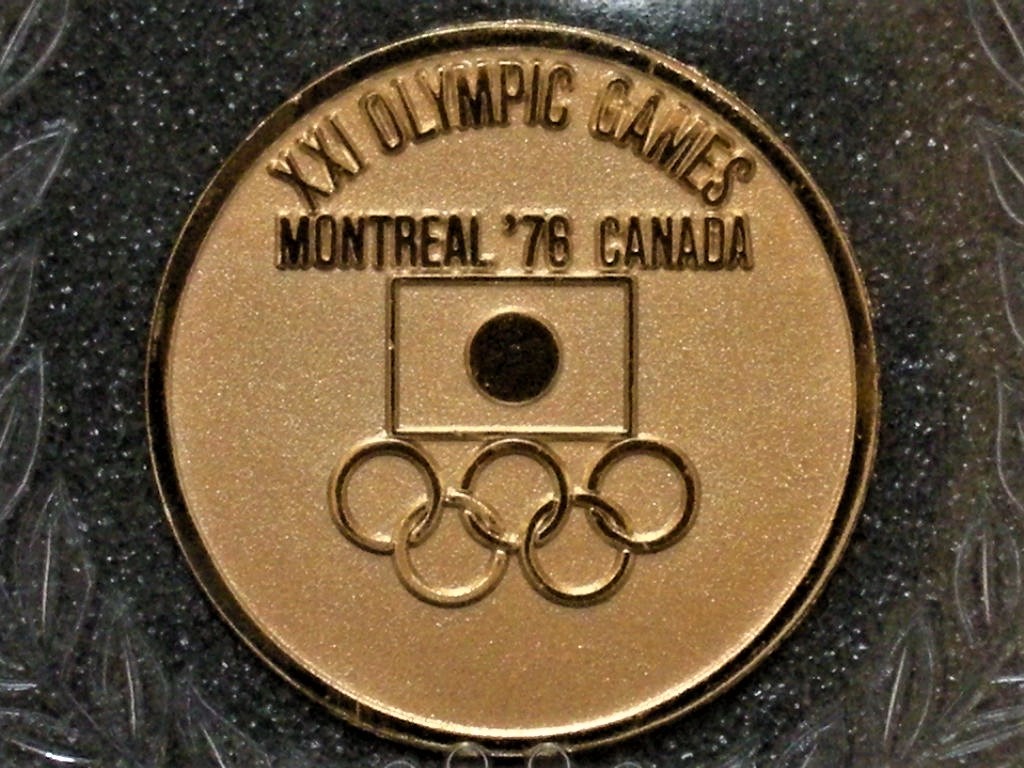 XXI OLYMPIC GAMES
MONTREAL '76 CANADA